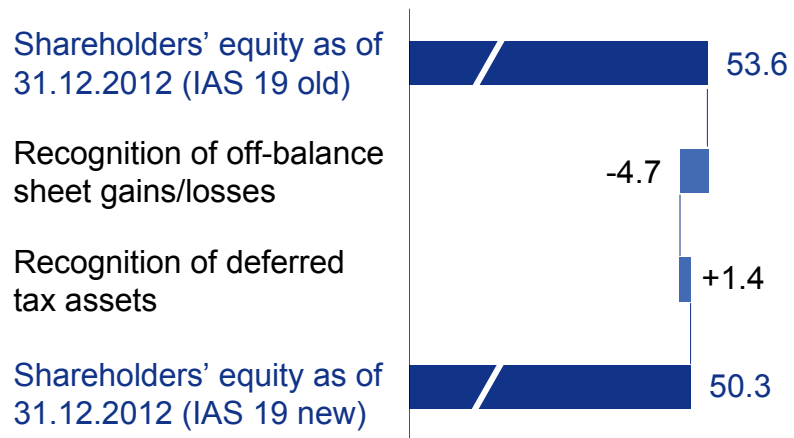 Shareholders’ equity as of
31.12.2012 (IAS 19 old)
53.6
Recognition of off-balance
sheet gains/losses
-4.7
Recognition of deferred
tax assets
+1.4
Shareholders’ equity as of
31.12.2012 (IAS 19 new)
50.3